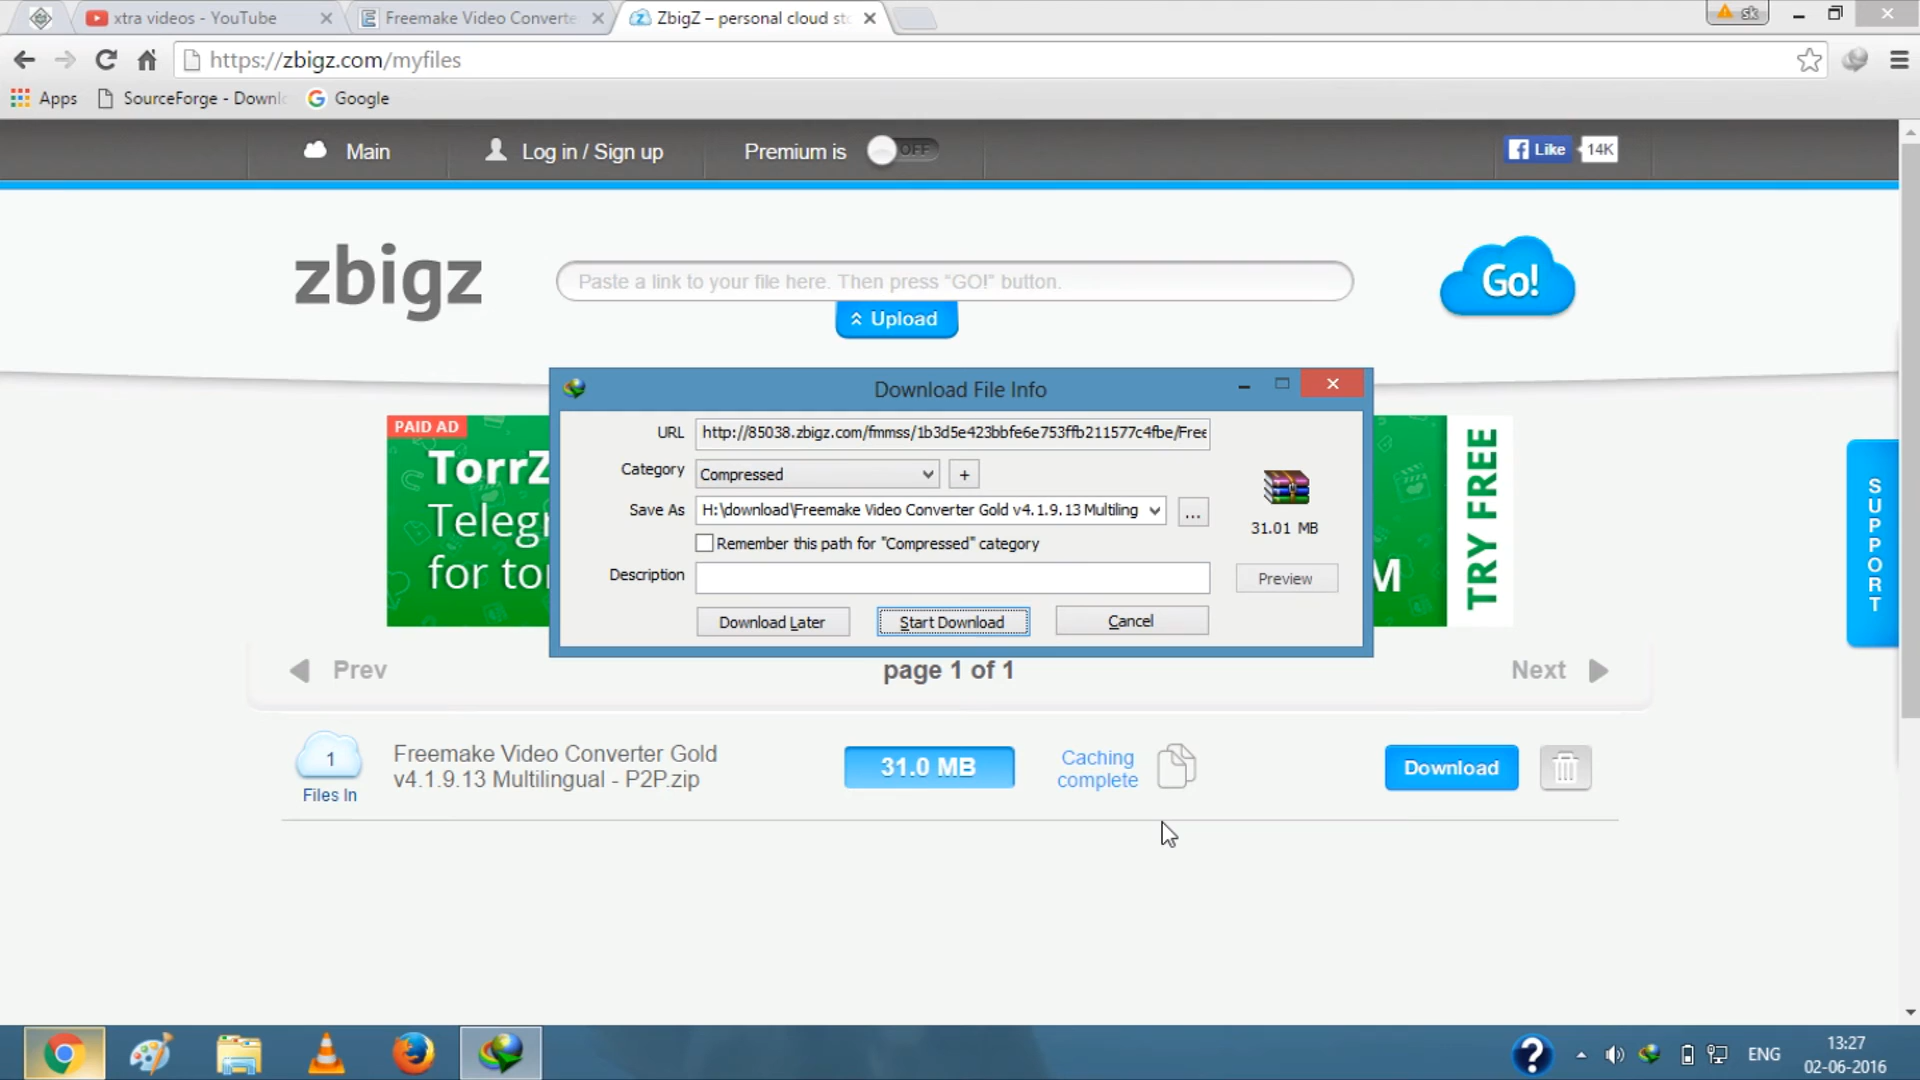 xtra videos - YouTube
Freemake Video Converte
ZbigZ – personal cloud sto
sk
https://zbigz.com/myfiles
Apps
SourceForge - Downlo
Google
Main
Log in / Sign up
Premium is
OFF
Like
14K
zbigz
Paste a link to your file here. Then press “GO!” button.
Go!
Upload
Download File Info
PAID AD
TorrZ
Telegr
for tor
M
TRY FREE
SUPPORT
URL
http://85038.zbigz.com/fmmss/1b3d5e423bbfe6e753ffb211577c4fbe/Free
Category
Compressed
+
Save As
H:\download\Freemake Video Converter Gold v4.1.9.13 Multiling
...
31.01 MB
Remember this path for "Compressed" category
Description
Preview
Download Later
Start Download
Cancel
Prev
page 1 of 1
Next
1
Files In
Freemake Video Converter Gold
v4.1.9.13 Multilingual - P2P.zip
31.0 MB
Caching
complete
Download
?
ENG
13:27
02-06-2016